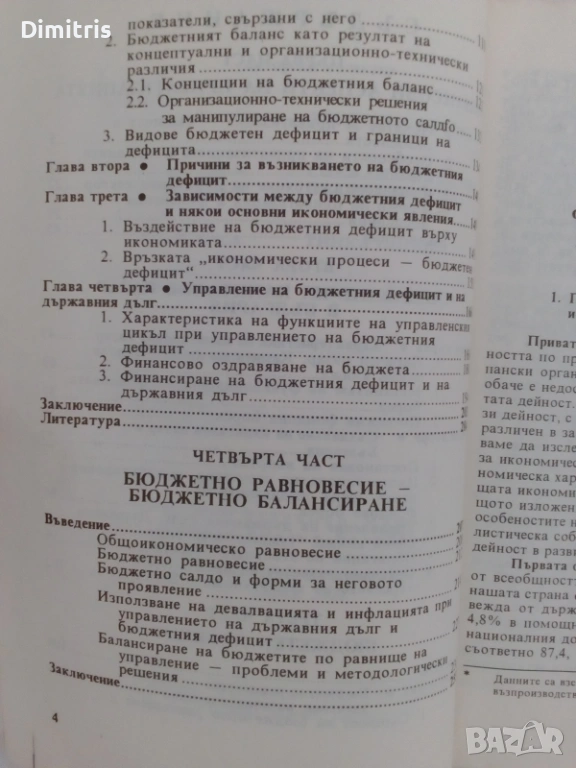 Dimitris
показатели, свързани с него
2. Бюджетният баланс като резултат на
концептуални и организационно-технически
различия
2.1. Концепции на бюджетния баланс
2.2. Организационно-технически решения
за манипулиране на бюджетното салдо
3. Видове бюджетен дефицит и граници на
дефицита
Глава втора • Причини за възникването на бюджетния
дефицит
Глава трета • Зависимости между бюджетния дефицит
и някои основни икономически явления
1. Въздействие на бюджетния дефицит върху
икономиката
2. Връзката „икономически процеси – бюджетен
дефицит“
Глава четвърта • Управление на бюджетния дефицит и на
държавния дълг
1. Характеристика на функциите на управленския
цикъл при управлението на бюджетния
дефицит
2. Финансово оздравяване на бюджета
3. Финансиране на бюджетния дефицит и на
държавния дълг
Заключение
Литература
ЧЕТВЪРТА ЧАСТ
БЮДЖЕТНО РАВНОВЕСИЕ –
БЮДЖЕТНО БАЛАНСИРАНЕ
Въведение
Общоикономическо равновесие
Бюджетно равновесие
Бюджетно салдо и форми за неговото
проявление
Използване на девалвацията и инфлацията при
управлението на държавния дълг и
бюджетния дефицит
Балансиране на бюджетите по равнище на
управление – проблеми и методологически
решения
Заключение
4
1. П
и
Приват
ността по пр
пански орган
обаче е недос
тата дейност.
зи дейност, с
различен в за
ваме да изсле
за икономичес
номическа хар
щата икономи
щото изложен
особеностите н
листическа соб
дейност в разви
Първата о
от всеобщност
нашата страна с
вежда от държ
4,8% в помощн
националния до
съответно 87,4,
* Данните са взе
възпроизводств
bazar